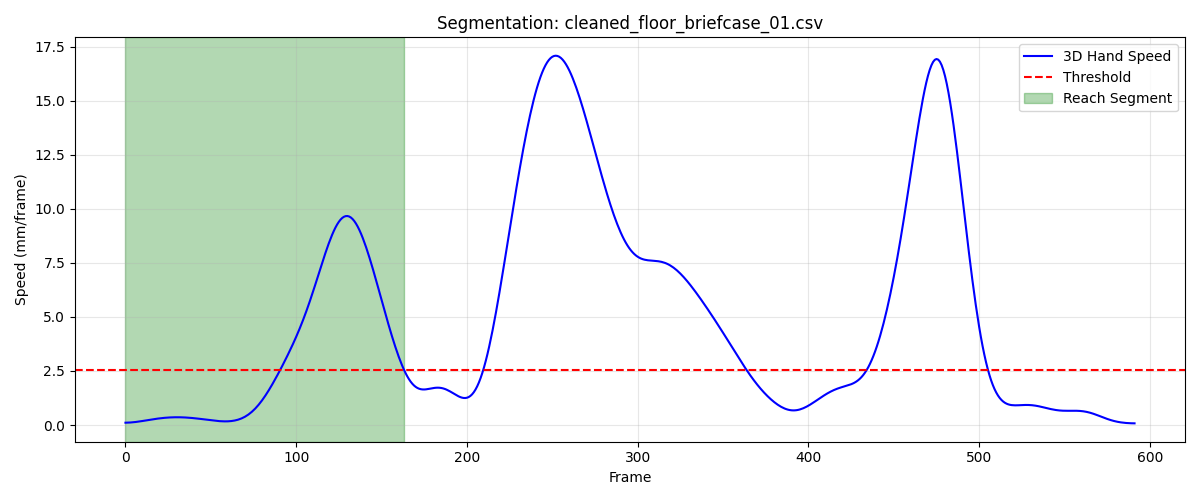 Segmentation: cleaned_floor_briefcase_01.csv
Speed (mm/frame)
17.5
15.0
12.5
10.0
7.5
5.0
2.5
0.0
3D Hand Speed
Threshold
Reach Segment
0 100 200 300 400 500 600
Frame